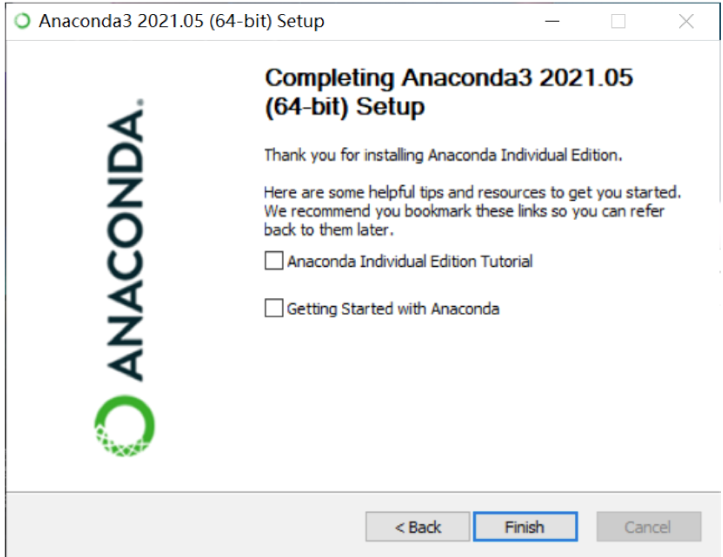 Anaconda3 2021.05 (64-bit) Setup
Completing Anaconda3 2021.05
(64-bit) Setup
Thank you for installing Anaconda Individual Edition.
Here are some helpful tips and resources to get you started.
We recommend you bookmark these links so you can refer
back to them later.
Anaconda Individual Edition Tutorial
Getting Started with Anaconda
ANACONDA.
< Back
Finish
Cancel